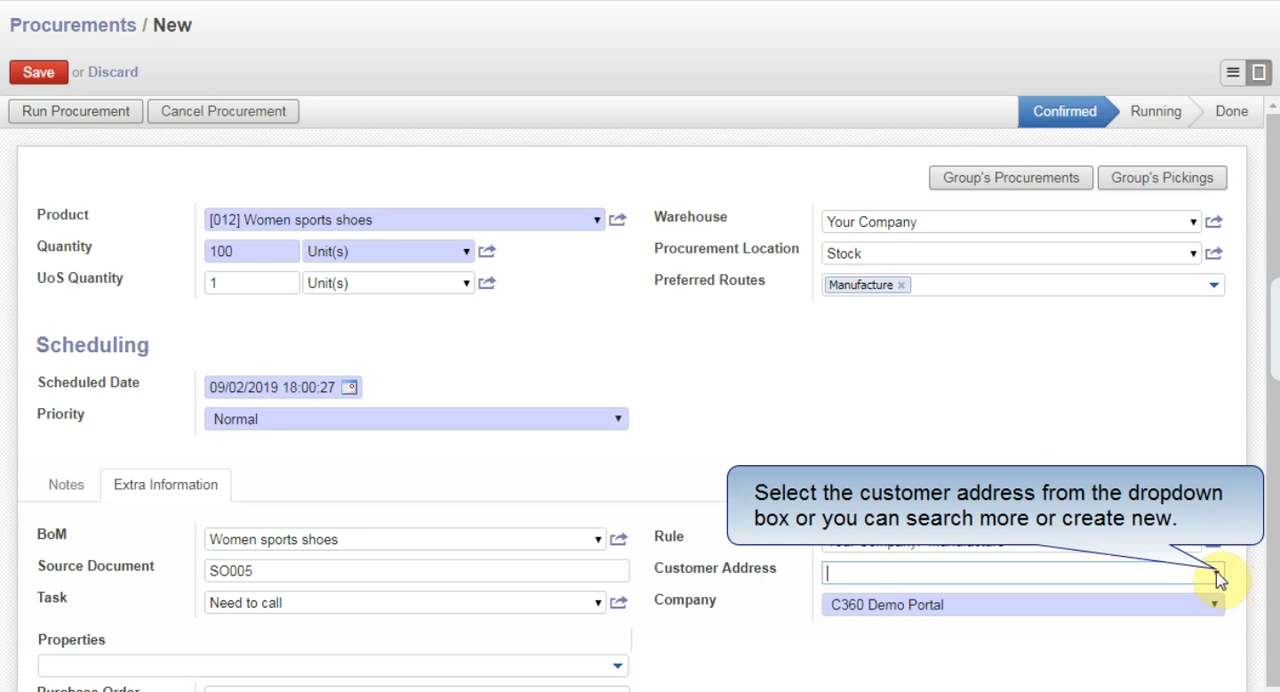 Procurements / New
Save or Discard
Run Procurement Cancel Procurement Confirmed Running Done
Group's Procurements Group's Pickings
Product [012] Women sports shoes
Quantity 100 Unit(s)
UoS Quantity 1 Unit(s)
Warehouse Your Company
Procurement Location Stock
Preferred Routes Manufacture ×
Scheduling
Scheduled Date 09/02/2019 18:00:27
Priority Normal
Notes Extra Information
Select the customer address from the dropdown
box or you can search more or create new.
BoM Women sports shoes
Source Document SO005
Task Need to call
Rule
Customer Address
Company C360 Demo Portal
Properties
Purchase Order